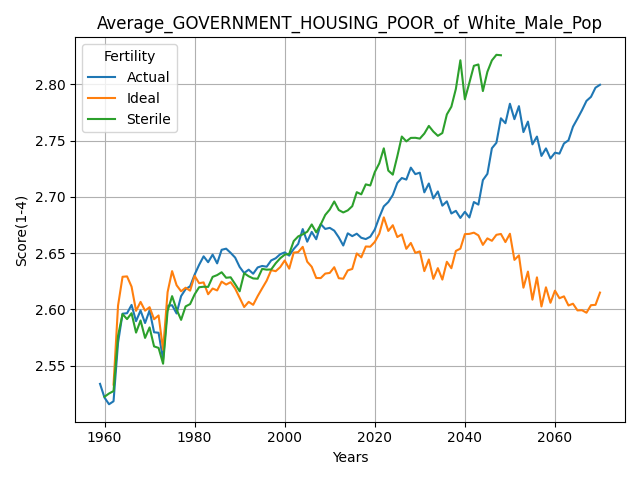 Average_GOVERNMENT_HOUSING_POOR_of_White_Male_Pop
Fertility
Actual
Ideal
Sterile
Score(1-4)
2.80
2.75
2.70
2.65
2.60
2.55
1960 1980 2000 2020 2040 2060
Years